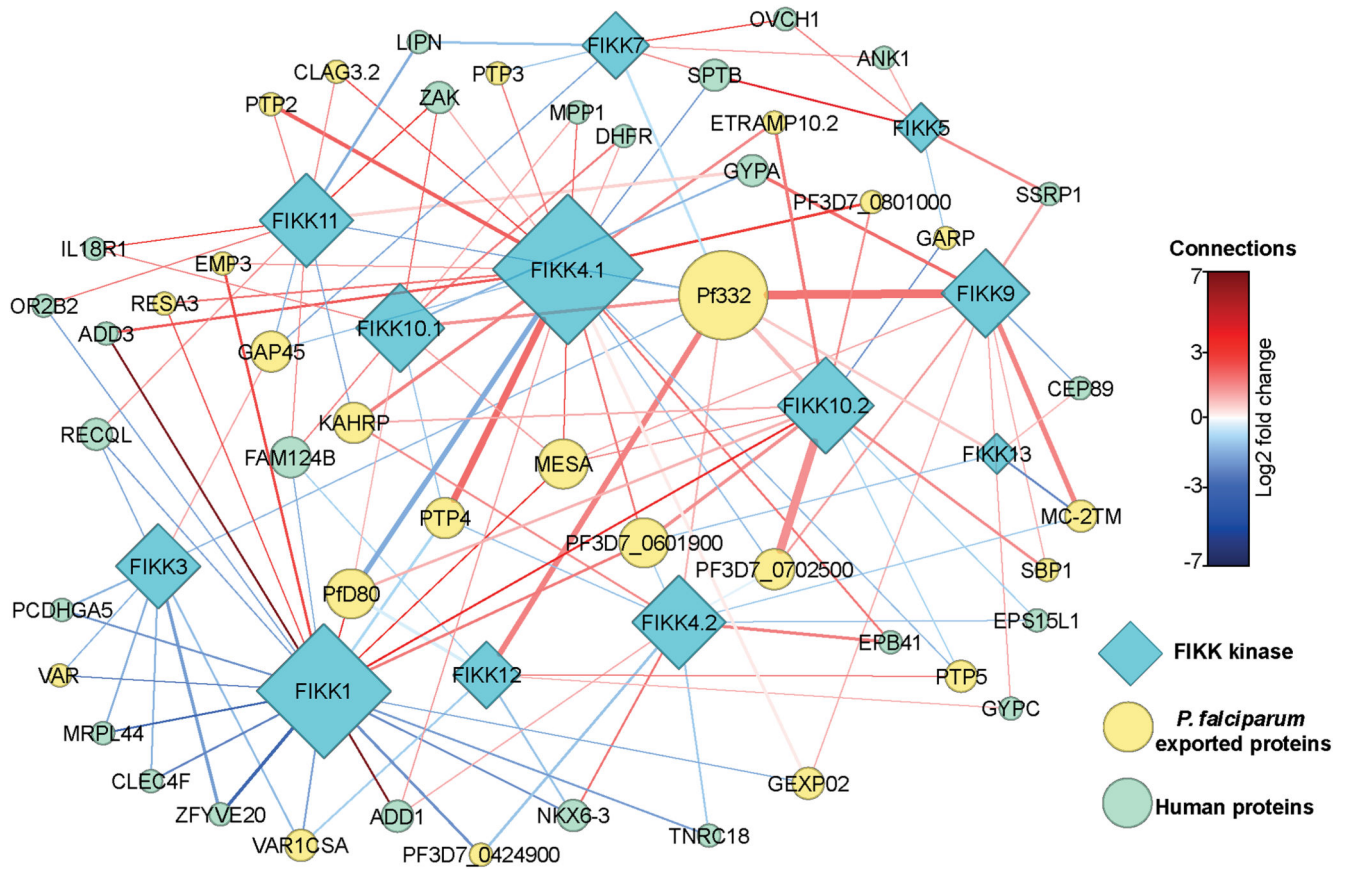 OVCH1
LIPN
FIKK7
ANK1
CLAG3.2
PTP3
SPTB
ZAK
PTP2
MPP1
ETRAMP10.2
FIKK5
DHFR
GYPA
SSRP1
PF3D7_0801000
FIKK11
GARP
IL18R1
EMP3
FIKK4.1
Pf332
FIKK9
OR2B2
RESA3
ADD3
FIKK10.1
GAP45
CEP89
FIKK10.2
KAHRP
RECQL
FAM124B
MESA
FIKK13
PTP4
MC-2TM
PF3D7_0601900
PF3D7_0702500
SBP1
FIKK3
PfD80
PCDHGA5
FIKK4.2
EPS15L1
EPB41
VAR
FIKK1
FIKK12
PTP5
GYPC
MRPL44
CLEC4F
GEXP02
ZFYVE20
ADD1
NKX6-3
TNRC18
VAR1CSA
PF3D7_0424900
Connections
7
3
0
-3
-7
Log2 fold change
FIKK kinase
P. falciparum
exported proteins
Human proteins